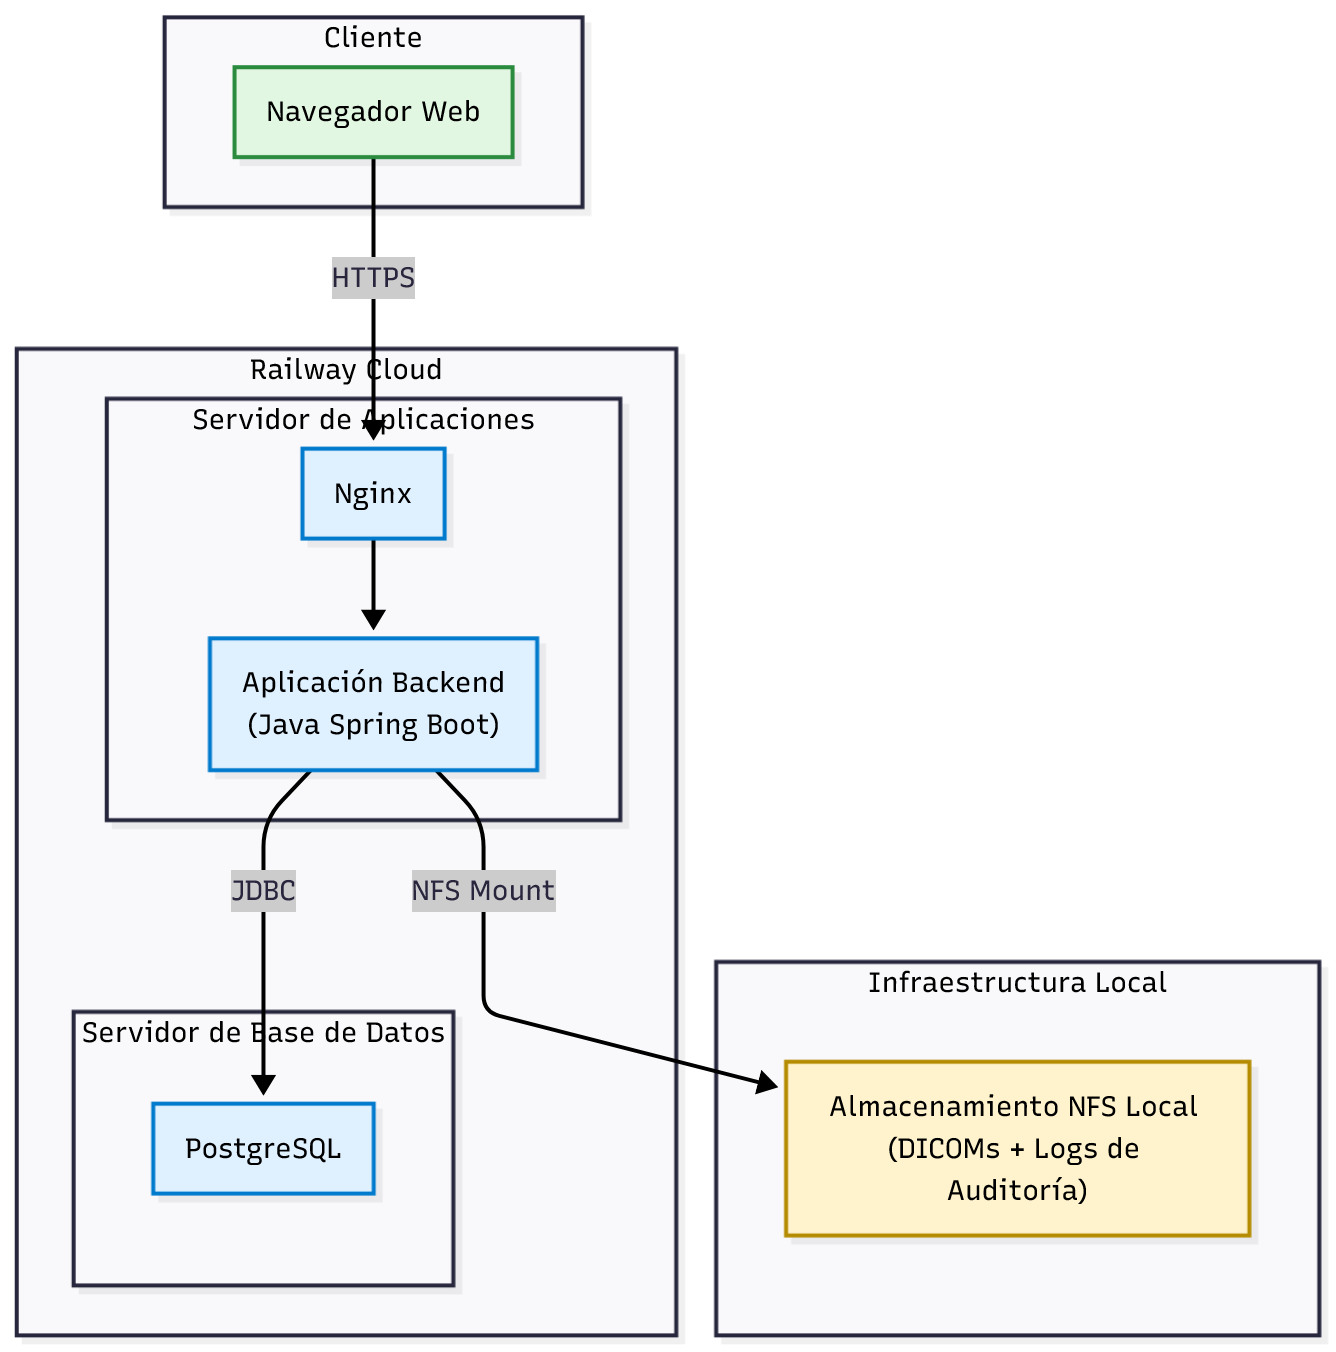 Cliente
Navegador Web
HTTPS
Railway Cloud
Servidor de Aplicaciones
Nginx
Aplicación Backend
(Java Spring Boot)
JDBC
NFS Mount
Servidor de Base de Datos
PostgreSQL
Infraestructura Local
Almacenamiento NFS Local
(DICOMs + Logs de
Auditoría)